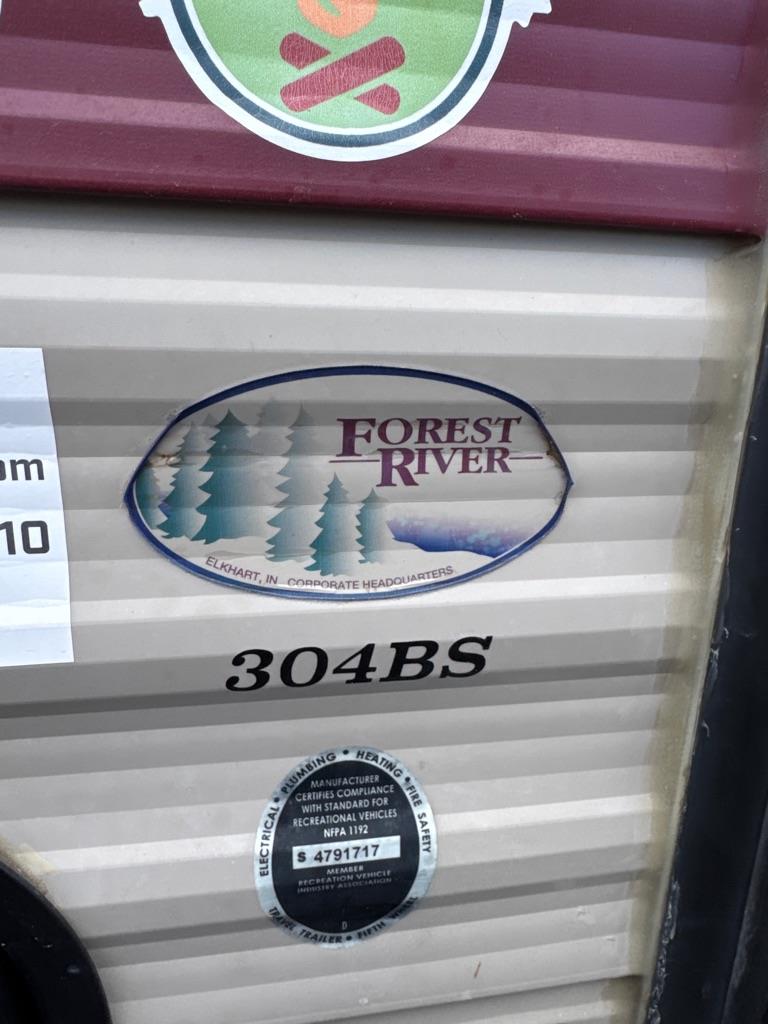 FOREST
RIVER
ELKHART, IN CORPORATE HEADQUARTERS
om
10
304BS
ELECTRICAL • PLUMBING • HEATING • FIRE SAFETY
MANUFACTURER
CERTIFIES COMPLIANCE
WITH STANDARD FOR
RECREATIONAL VEHICLES
NFPA 1192
S 4791717
MEMBER
RECREATION VEHICLE
INDUSTRY ASSOCIATION
D
TRAVEL TRAILER • FIFTH WHEEL